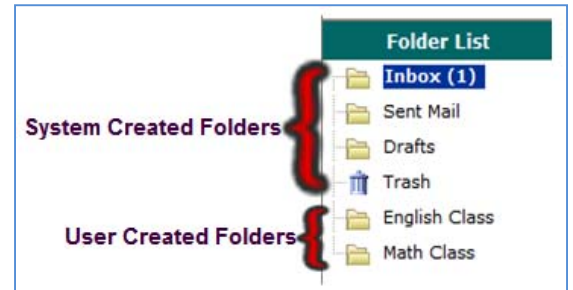 Folder List
Inbox (1)
Sent Mail
System Created Folders
Drafts
Trash
English Class
User Created Folders
Math Class